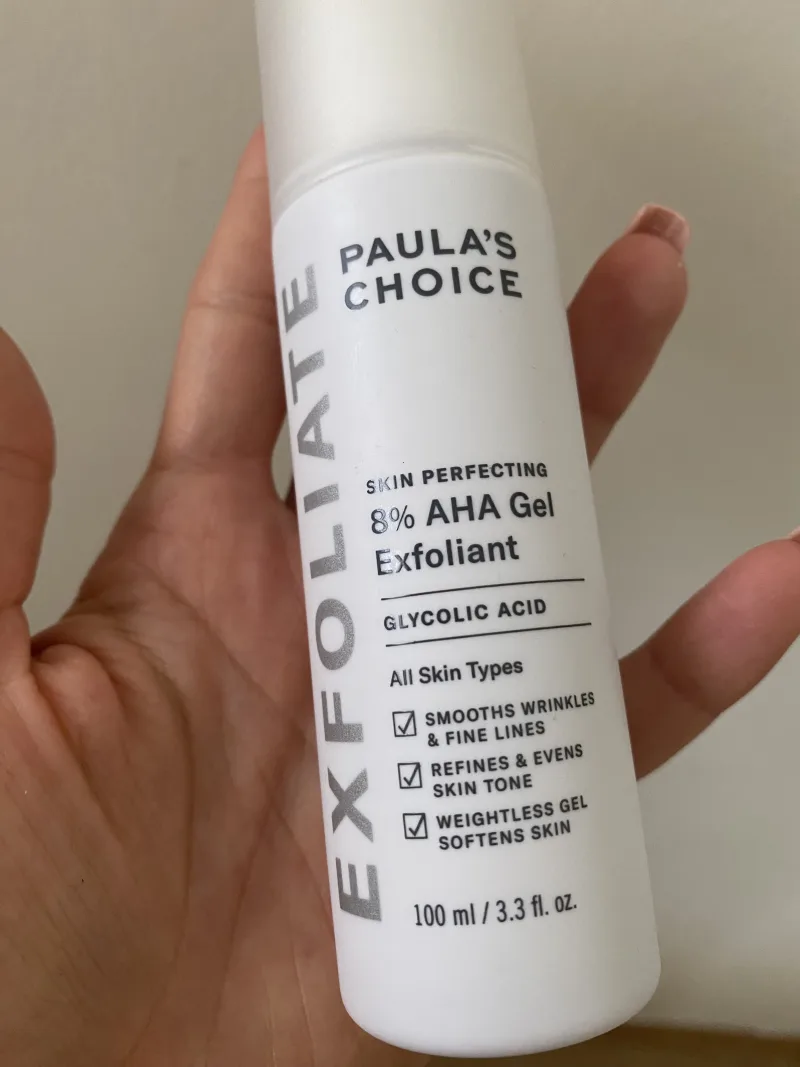 PAULA'S
CHOICE
EXFOLIATE
SKIN PERFECTING
8% AHA Gel
Exfoliant
GLYCOLIC ACID
All Skin Types
SMOOTHS WRINKLES
& FINE LINES
REFINES & EVENS
SKIN TONE
WEIGHTLESS GEL
SOFTENS SKIN
100 ml / 3.3 fl. oz.